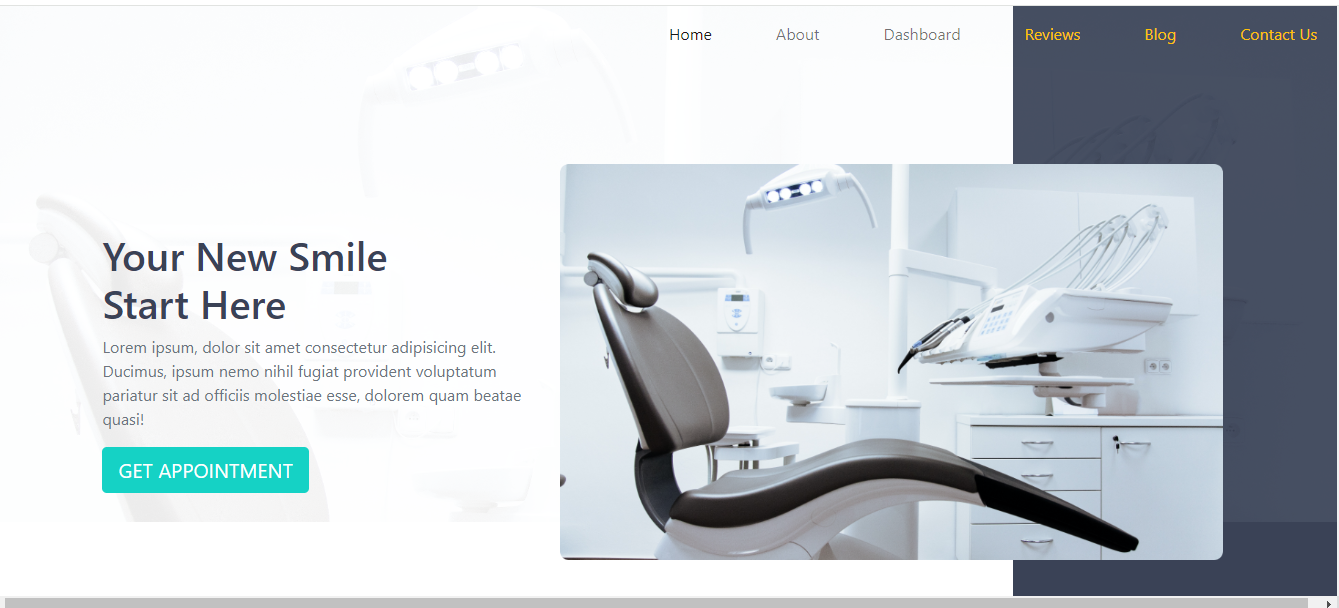 Home About Dashboard Reviews Blog Contact Us
Your New Smile
Start Here
Lorem ipsum, dolor sit amet consectetur adipisicing elit.
Ducimus, ipsum nemo nihil fugiat provident voluptatum
pariatur sit ad officiis molestiae esse, dolorem quam beatae
quasi!
GET APPOINTMENT